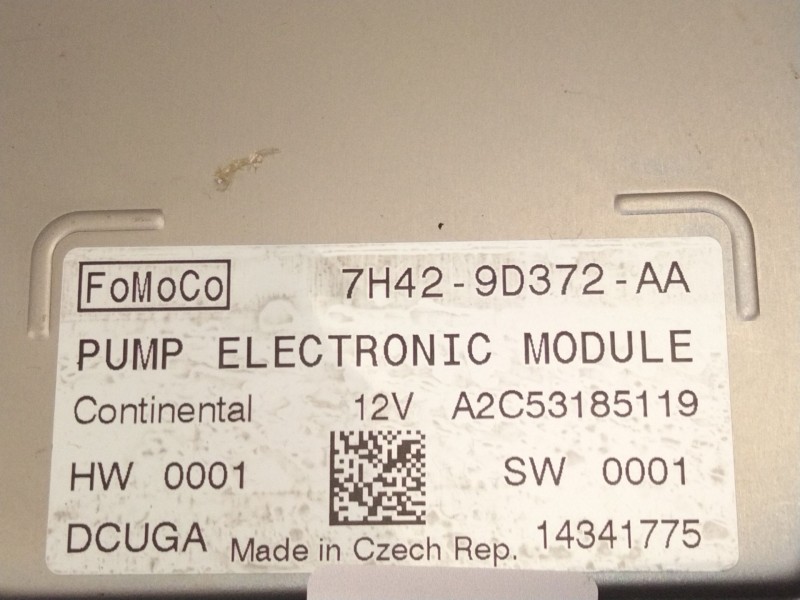 FoMoCo 7H42-9D372-AA
PUMP ELECTRONIC MODULE
Continental 12V A2C53185119
HW 0001 SW 0001
DCUGA Made in Czech Rep. 14341775